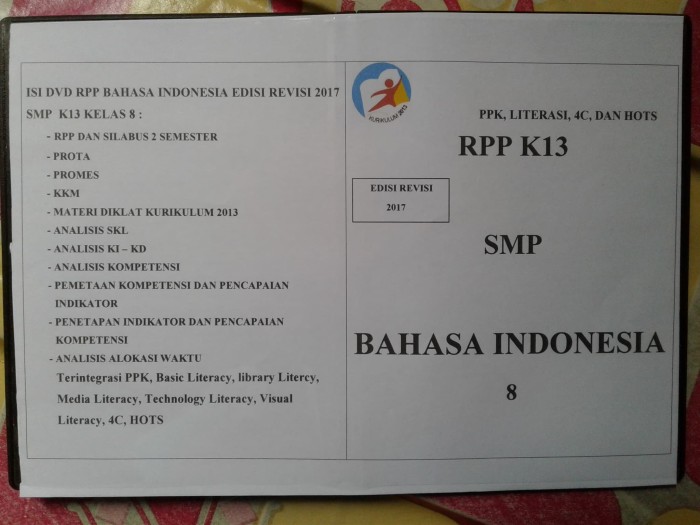 ISI DVD RPP BAHASA INDONESIA EDISI REVISI 2017
SMP K13 KELAS 8 :
- RPP DAN SILABUS 2 SEMESTER
- PROTA
- PROMES
- KKM
- MATERI DIKLAT KURIKULUM 2013
- ANALISIS SKL
- ANALISIS KI – KD
- ANALISIS KOMPETENSI
- PEMETAAN KOMPETENSI DAN PENCAPAIAN
INDIKATOR
- PENETAPAN INDIKATOR DAN PENCAPAIAN
KOMPETENSI
- ANALISIS ALOKASI WAKTU
Terintegrasi PPK, Basic Literacy, library Litercy,
Media Literacy, Technology Literacy, Visual
Literacy, 4C, HOTS
KURIKULUM 2013
PPK, LITERASI, 4C, DAN HOTS
RPP K13
EDISI REVISI
2017
SMP
BAHASA INDONESIA
8